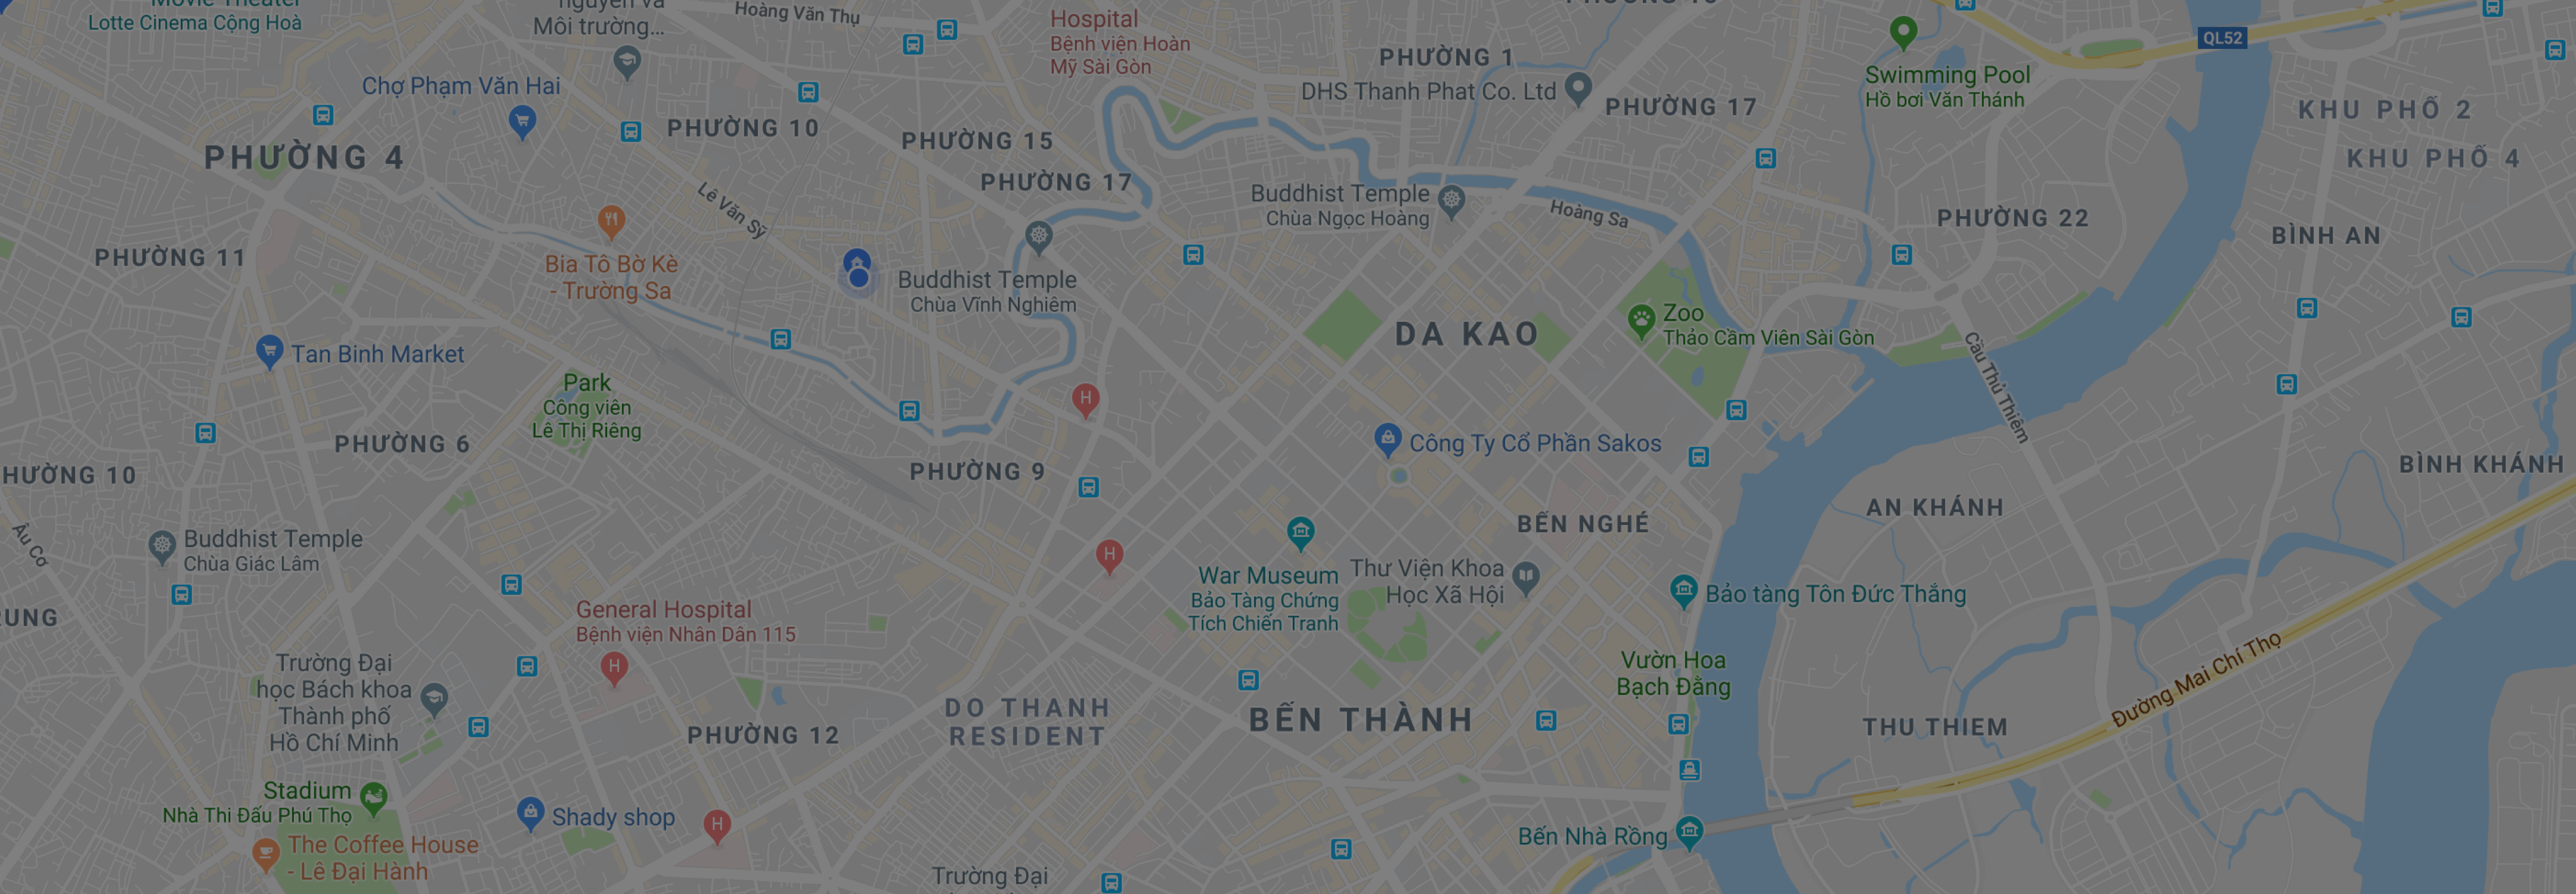 Movie Theater
Lotte Cinema Cộng Hoà
nguyên và
Môi trường...
Hoàng Văn Thụ
Hospital
Bệnh viện Hoàn
Mỹ Sài Gòn
PHƯỜNG 1
DHS Thanh Phat Co. Ltd
PHƯỜNG 17
Swimming Pool
Hồ bơi Văn Thánh
QL52
KHU PHỐ 2
KHU PHỐ 4
Chợ Phạm Văn Hai
PHƯỜNG 4
PHƯỜNG 10
PHƯỜNG 15
PHƯỜNG 17
Lê Văn Sỹ
Buddhist Temple
Chùa Ngọc Hoàng
Hoàng Sa
PHƯỜNG 22
BÌNH AN
PHƯỜNG 11
Bia Tô Bờ Kè
- Trường Sa
Buddhist Temple
Chùa Vĩnh Nghiêm
DA KAO
Zoo
Thảo Cầm Viên Sài Gòn
Cầu Thủ Thiêm
Tan Binh Market
Park
Công viên
Lê Thị Riêng
PHƯỜNG 6
H
Công Ty Cổ Phần Sakos
HƯỜNG 10
PHƯỜNG 9
BÌNH KHÁNH
AN KHÁNH
BẾN NGHÉ
Âu Cơ
Buddhist Temple
Chùa Giác Lâm
H
War Museum
Bảo Tàng Chứng
Tích Chiến Tranh
Thư Viện Khoa
Học Xã Hội
Bảo tàng Tôn Đức Thắng
RUNG
General Hospital
Bệnh viện Nhân Dân 115
H
Trường Đại
học Bách khoa
Thành phố
Hồ Chí Minh
Vườn Hoa
Bạch Đằng
Đường Mai Chí Thọ
DO THANH
RESIDENT
BẾN THÀNH
PHƯỜNG 12
THU THIEM
Stadium
Nhà Thi Đấu Phú Thọ
Shady shop
H
Bến Nhà Rồng
The Coffee House
- Lê Đại Hành
Trường Đại